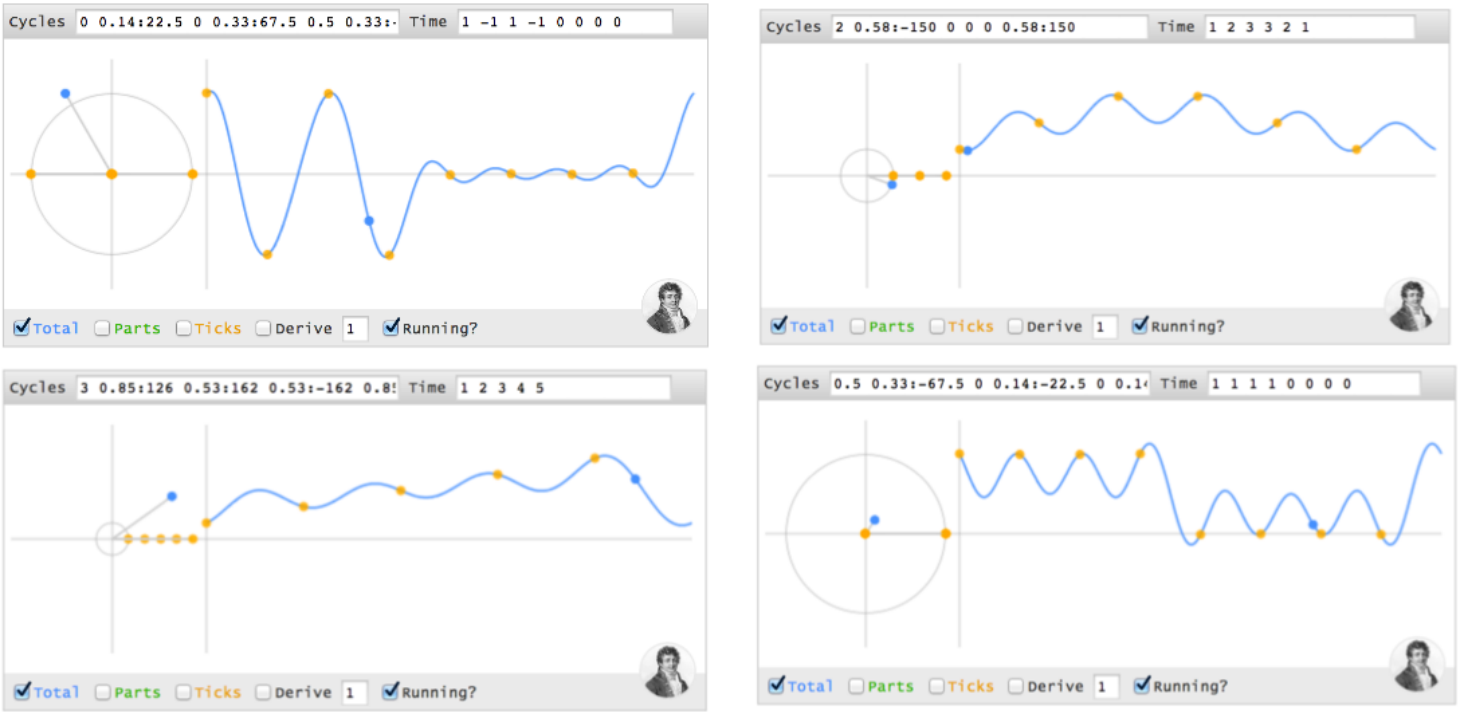 Cycles 0 0.14:22.5 0 0.33:67.5 0.5 0.33:- Time 1 -1 1 -1 0 0 0 0
Total Parts Ticks Derive 1 Running?
Cycles 2 0.58:-150 0 0 0 0.58:150 Time 1 2 3 3 2 1
Total Parts Ticks Derive 1 Running?
Cycles 3 0.85:126 0.53:162 0.53:-162 0.85 Time 1 2 3 4 5
Total Parts Ticks Derive 1 Running?
Cycles 0.5 0.33:-67.5 0 0.14:-22.5 0 0.14 Time 1 1 1 1 0 0 0 0
Total Parts Ticks Derive 1 Running?